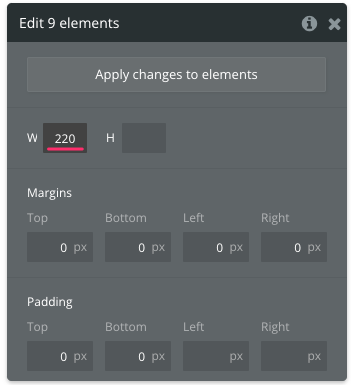 Edit 9 elements
Apply changes to elements
W 220 H
Margins
Top Bottom Left Right
0 px 0 px 0 px 0 px
Padding
Top Bottom Left Right
0 px 0 px px px